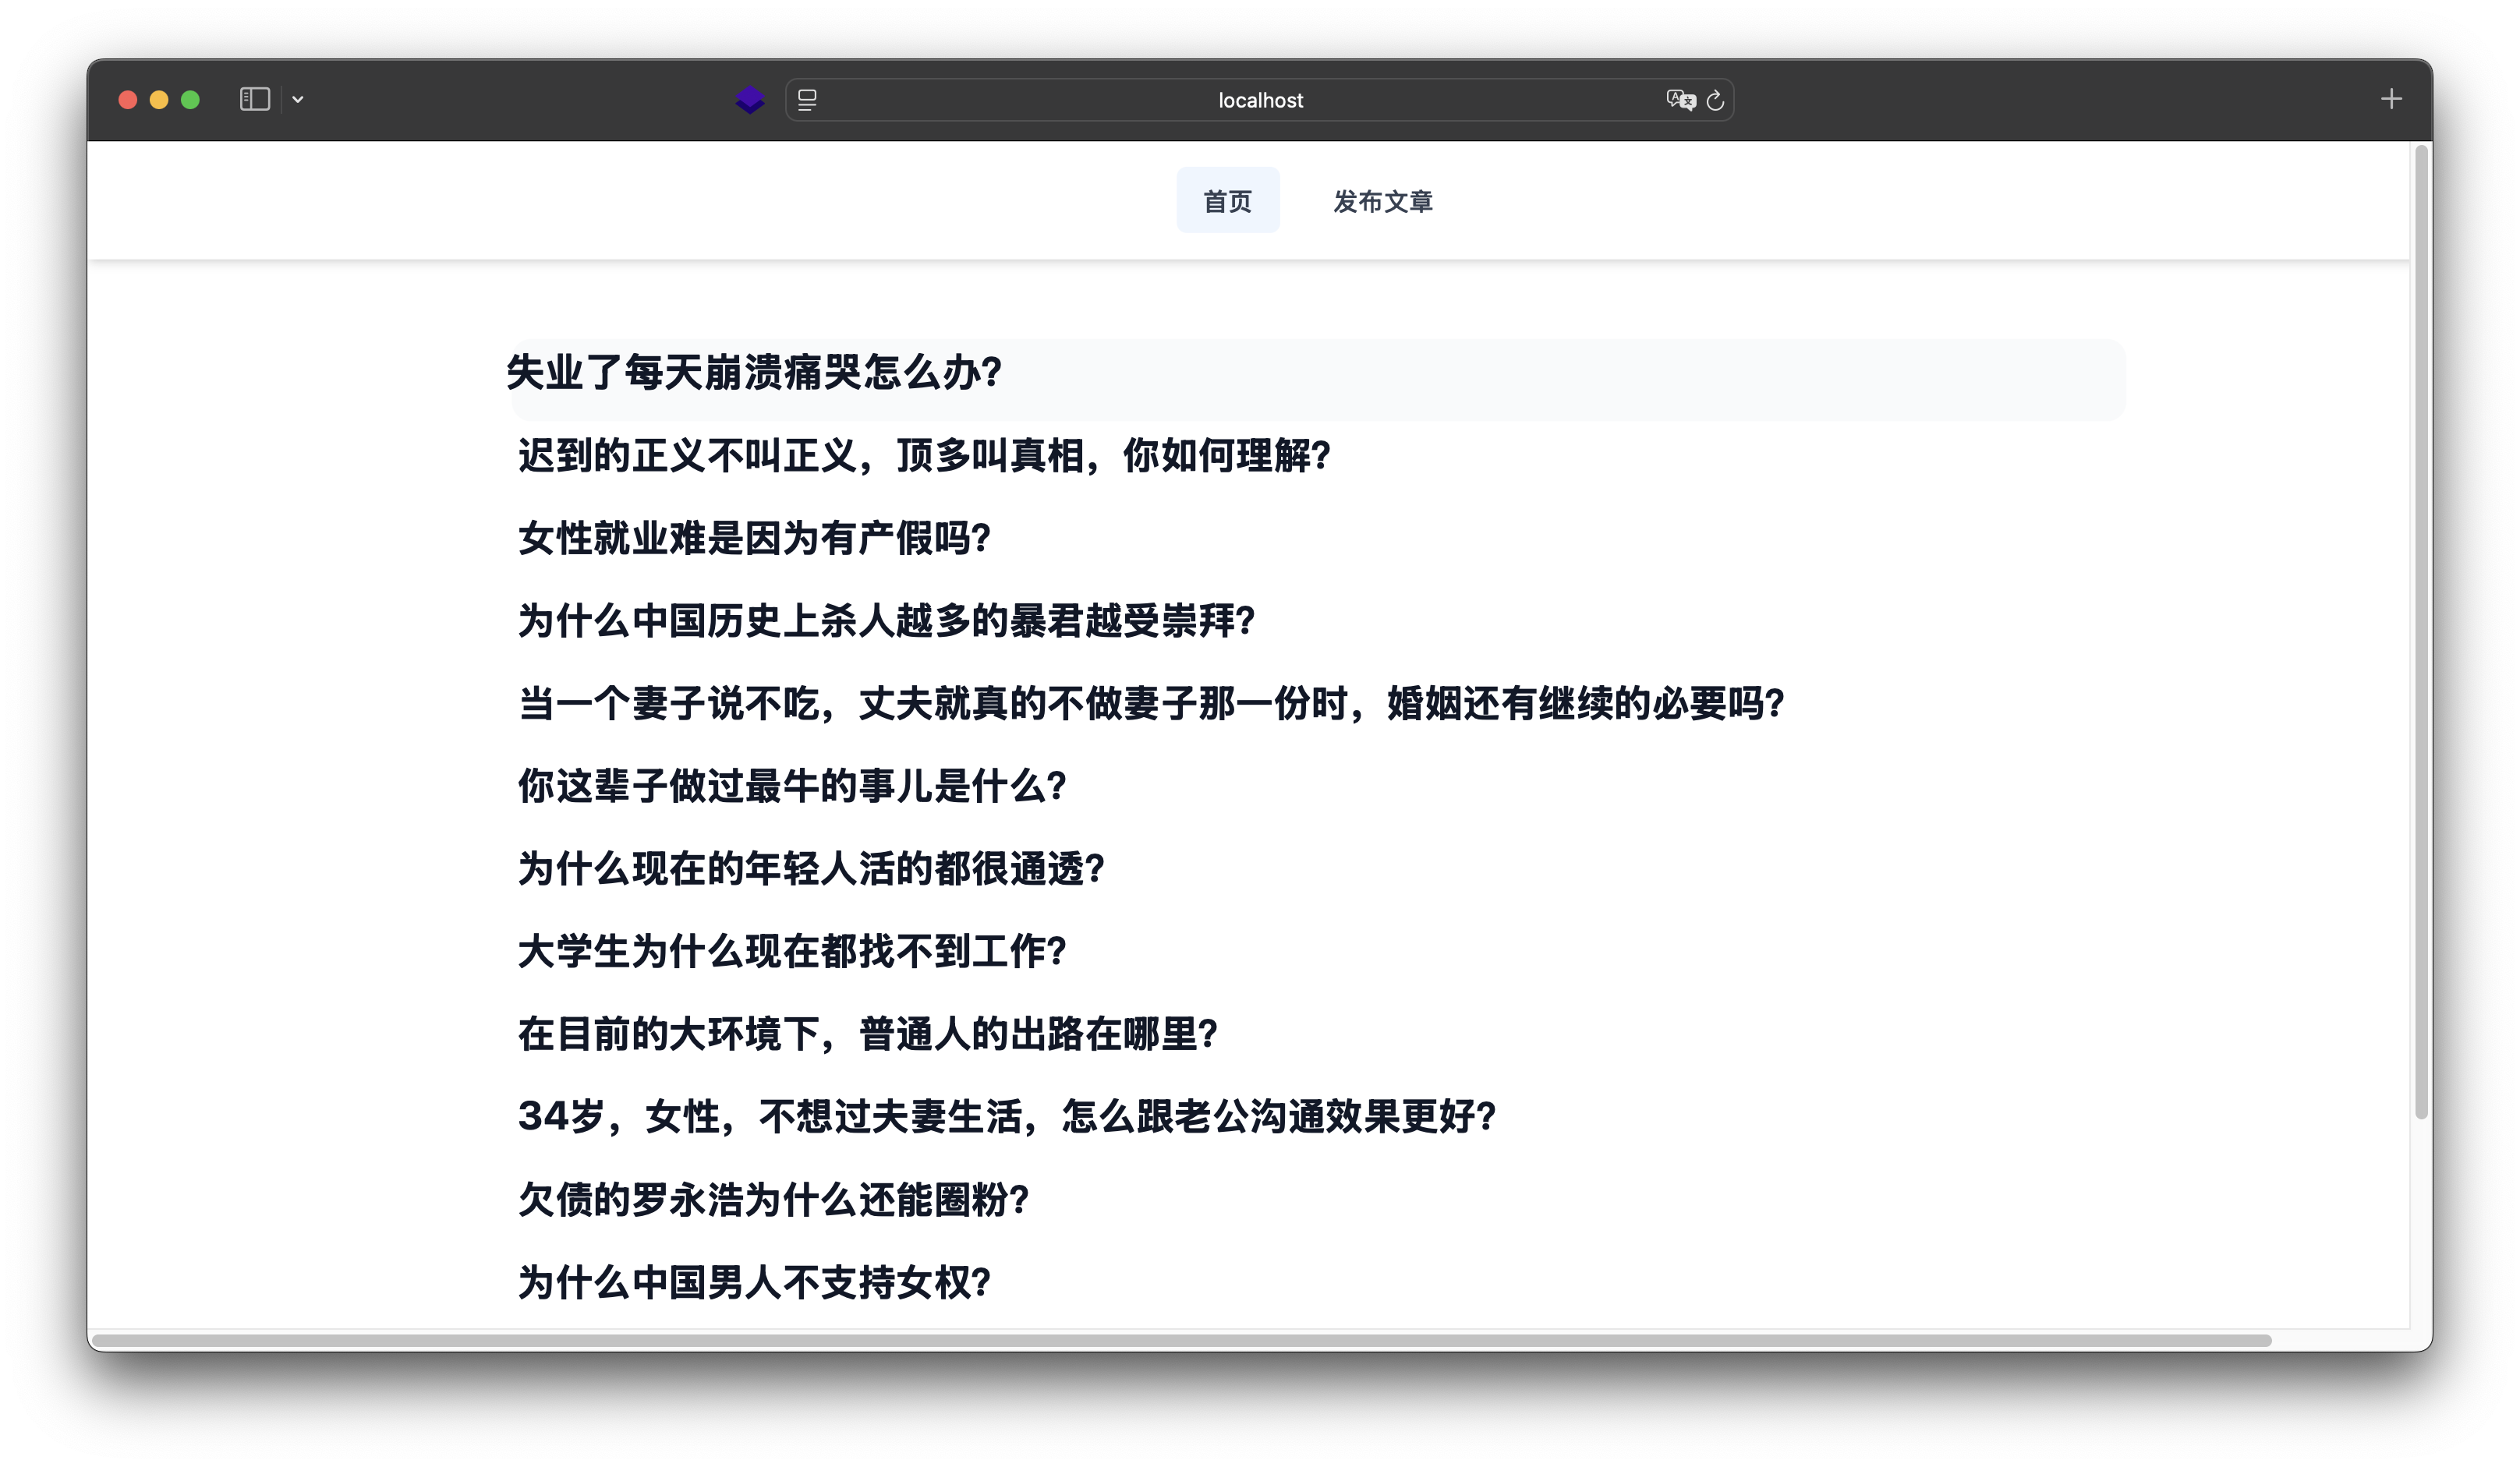 localhost
首页
发布文章
失业了每天崩溃痛哭怎么办?
迟到的正义不叫正义，顶多叫真相，你如何理解?
女性就业难是因为有产假吗?
为什么中国历史上杀人越多的暴君越受崇拜?
当一个妻子说不吃，丈夫就真的不做妻子那一份时，婚姻还有继续的必要吗?
你这辈子做过最牛的事儿是什么?
为什么现在的年轻人活的都很通透?
大学生为什么现在都找不到工作?
在目前的大环境下，普通人的出路在哪里?
34岁，女性，不想过夫妻生活，怎么跟老公沟通效果更好?
欠债的罗永浩为什么还能圈粉?
为什么中国男人不支持女权?